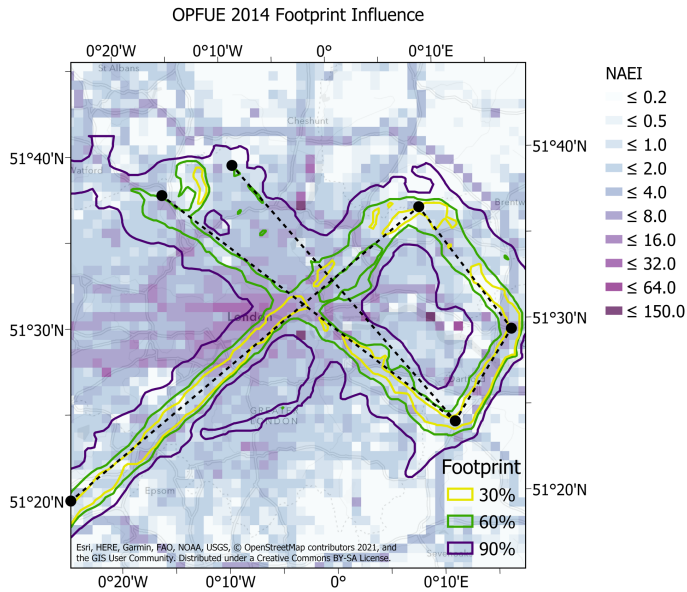 OPFUE 2014 Footprint Influence
0°20'W 0°10'W 0° 0°10'E
St Albans
Cheshunt
51°40'N
51°40'N
Watford
Brentw
51°30'N
London
51°30'N
Dartford
GREATER
LONDON
51°20'N
Epsom
51°20'N
Footprint
30%
60%
90%
Esri, HERE, Garmin, FAO, NOAA, USGS, © OpenStreetMap contributors 2021, and
the GIS User Community. Distributed under a Creative Commons BY-SA License.
0°20'W 0°10'W 0° 0°10'E
NAEI
≤ 0.2
≤ 0.5
≤ 1.0
≤ 2.0
≤ 4.0
≤ 8.0
≤ 16.0
≤ 32.0
≤ 64.0
≤ 150.0